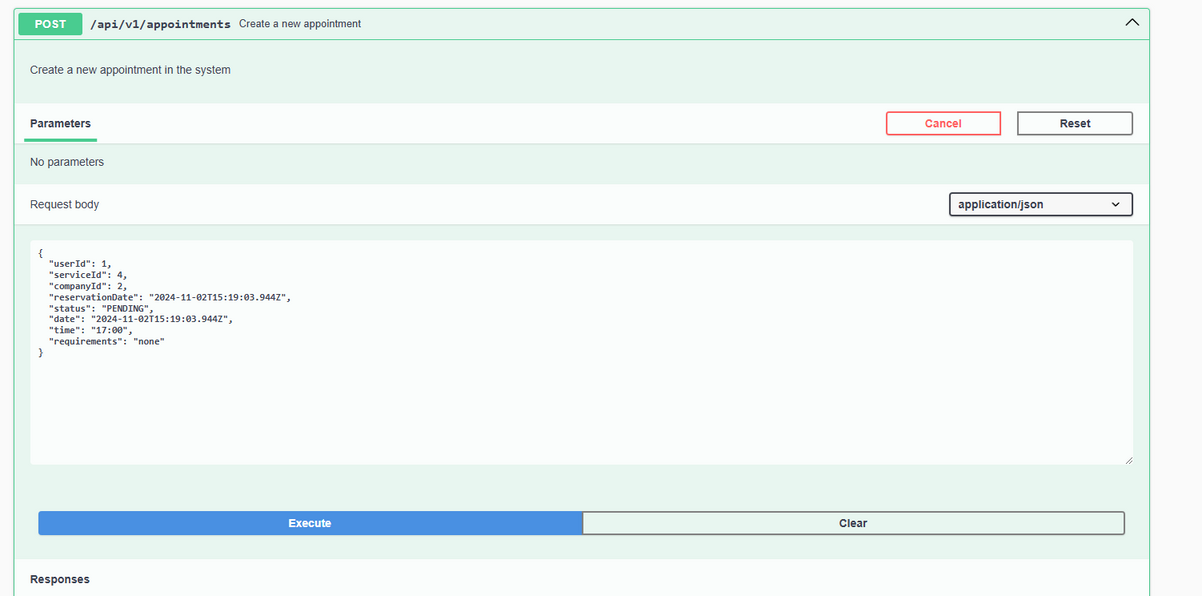 POST /api/v1/appointments Create a new appointment
Create a new appointment in the system
Parameters Cancel Reset
No parameters
Request body application/json
{
  "userId": 1,
  "serviceId": 4,
  "companyId": 2,
  "reservationDate": "2024-11-02T15:19:03.944Z",
  "status": "PENDING",
  "date": "2024-11-02T15:19:03.944Z",
  "time": "17:00",
  "requirements": "none"
}
Execute Clear
Responses